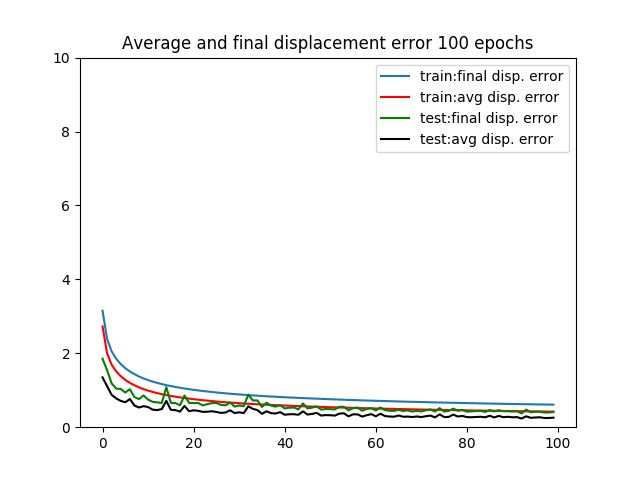 Average and final displacement error 100 epochs
10
8
6
4
2
0
train:final disp. error
train:avg disp. error
test:final disp. error
test:avg disp. error
0 20 40 60 80 100